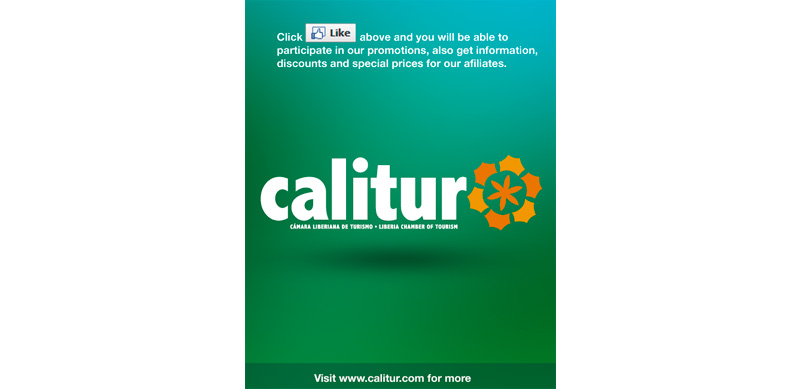 Click Like above and you will be able to
participate in our promotions, also get information,
discounts and special prices for our afiliates.
calitur
CÁMARA LIBERIANA DE TURISMO • LIBERIA CHAMBER OF TOURISM
Visit www.calitur.com for more